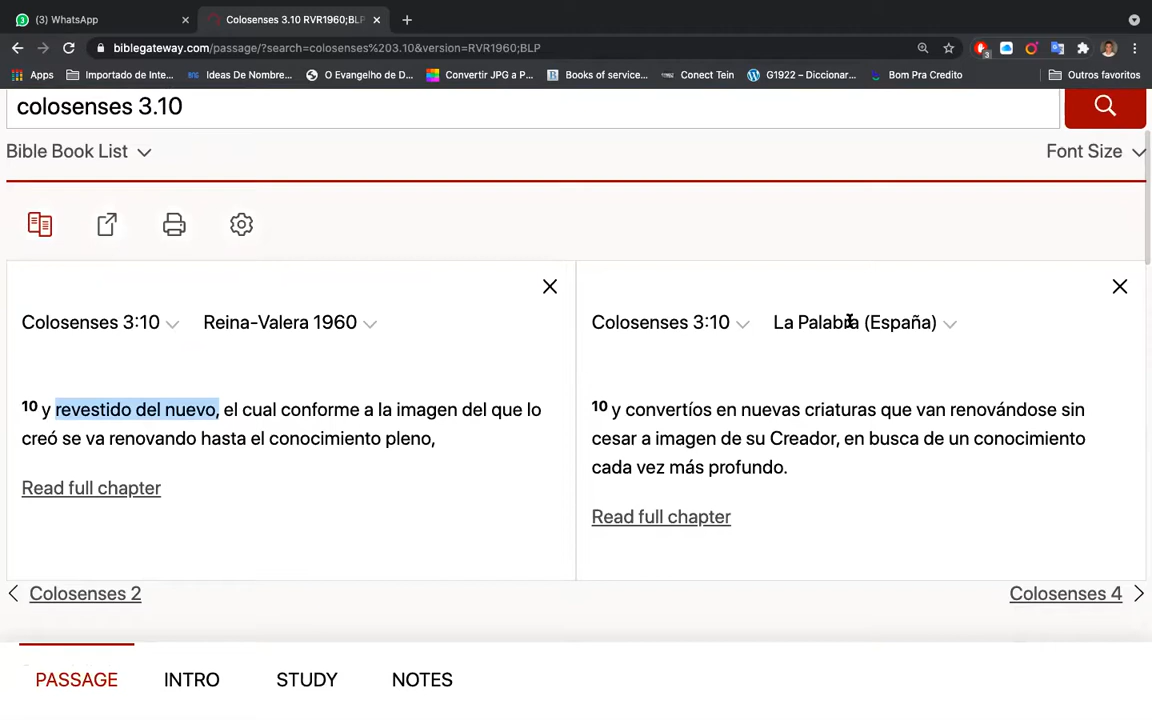 (3) WhatsApp
Colosenses 3.10 RVR1960;BLP
biblegateway.com/passage/?search=colosenses%203.10&version=RVR1960;BLP
3
Apps
Importado de Inte...
Ideas De Nombre...
O Evangelho de D...
Convertir JPG a P...
Books of service...
Conect Tein
G1922 – Diccionar...
Bom Pra Credito
Outros favoritos
colosenses 3.10
Bible Book List
Font Size
Colosenses 3:10 Reina-Valera 1960
10 y revestido del nuevo, el cual conforme a la imagen del que lo
creó se va renovando hasta el conocimiento pleno,
Read full chapter
Colosenses 3:10 La Palabra (España)
10 y convertíos en nuevas criaturas que van renovándose sin
cesar a imagen de su Creador, en busca de un conocimiento
cada vez más profundo.
Read full chapter
Colosenses 2
Colosenses 4
PASSAGE INTRO STUDY NOTES